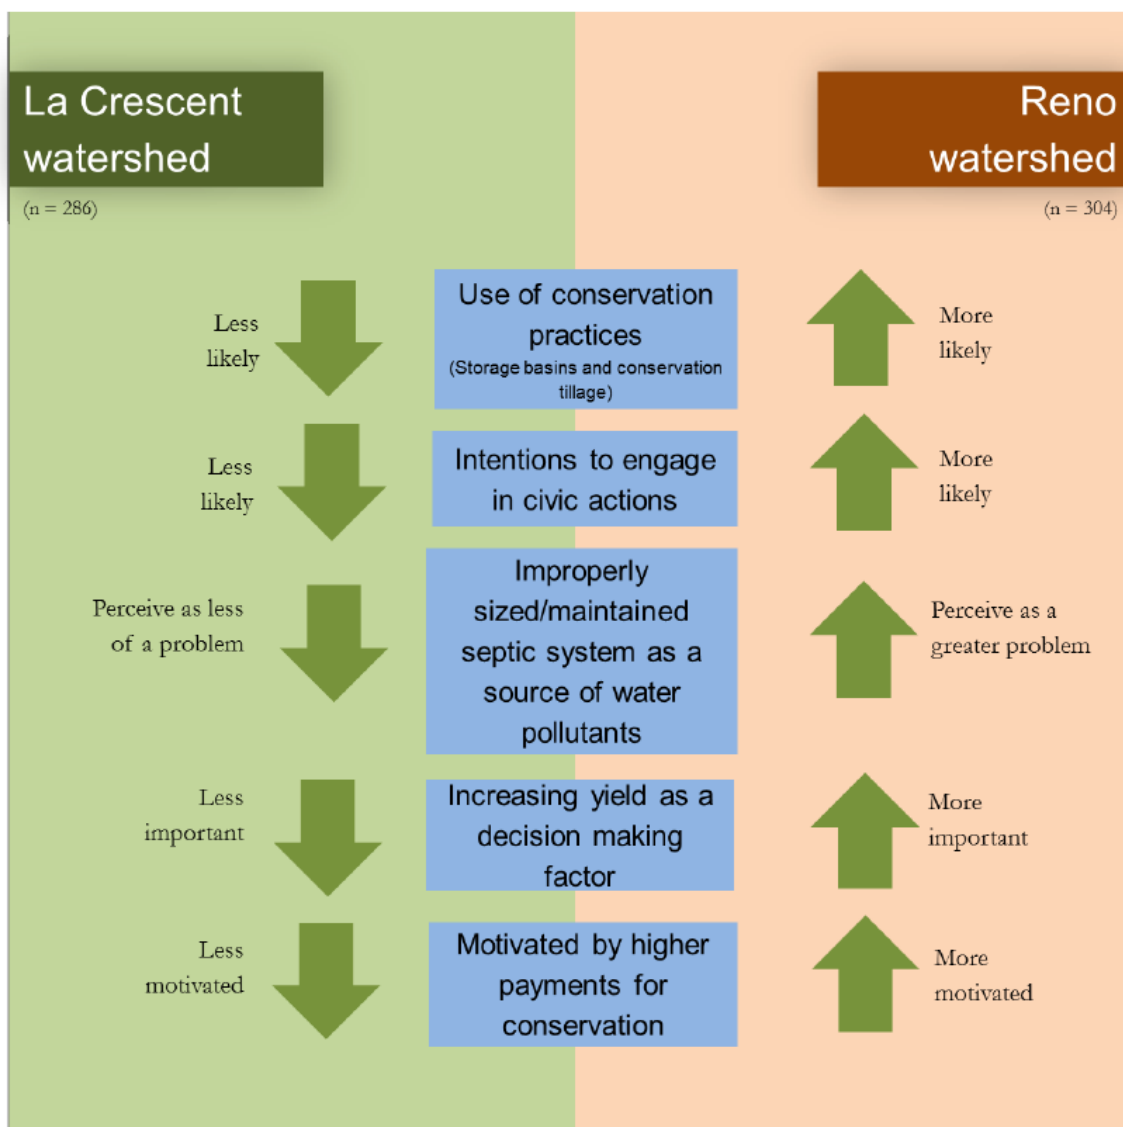 La Crescent
watershed
(n = 286)
Reno
watershed
(n = 304)
Less
likely
Use of conservation
practices
(Storage basins and conservation
tillage)
More
likely
Less
likely
Intentions to engage
in civic actions
More
likely
Perceive as less
of a problem
Improperly
sized/maintained
septic system as a
source of water
pollutants
Perceive as a
greater problem
Less
important
Increasing yield as a
decision making
factor
More
important
Less
motivated
Motivated by higher
payments for
conservation
More
motivated